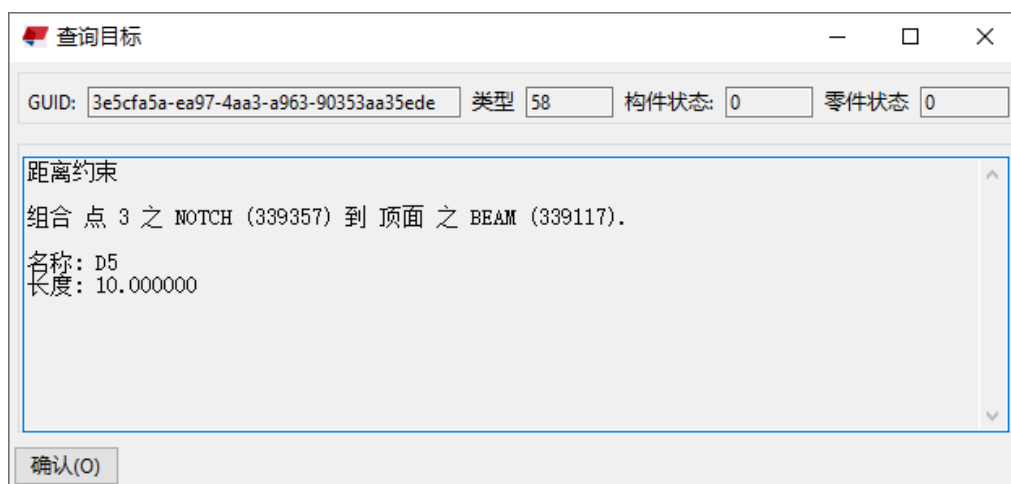 查询目标
GUID: 3e5cfa5a-ea97-4aa3-a963-90353aa35ede 类型 58 构件状态: 0 零件状态 0
距离约束
组合 点 3 之 NOTCH (339357) 到 顶面 之 BEAM (339117).
名称: D5
长度: 10.000000
确认(O)